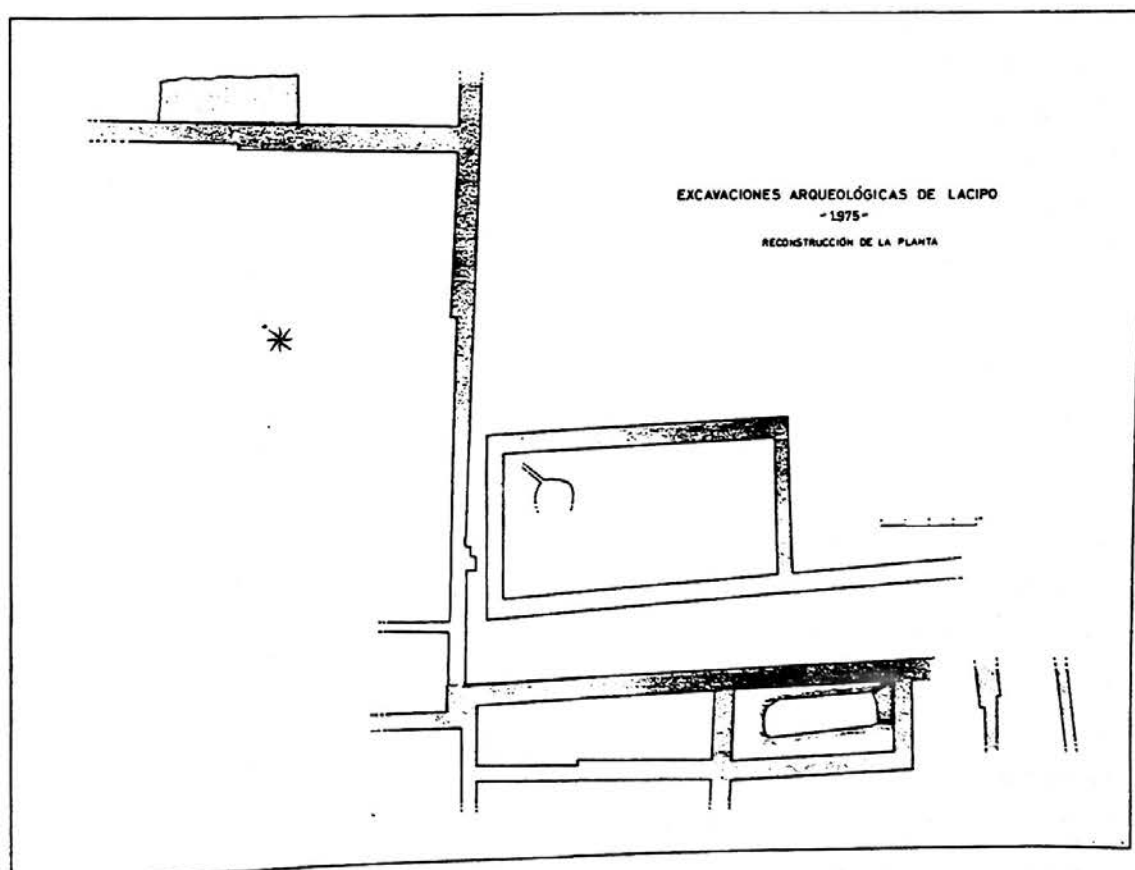 EXCAVACIONES ARQUEOLÓGICAS DE LACIPO
-1975-
RECONSTRUCCIÓN DE LA PLANTA